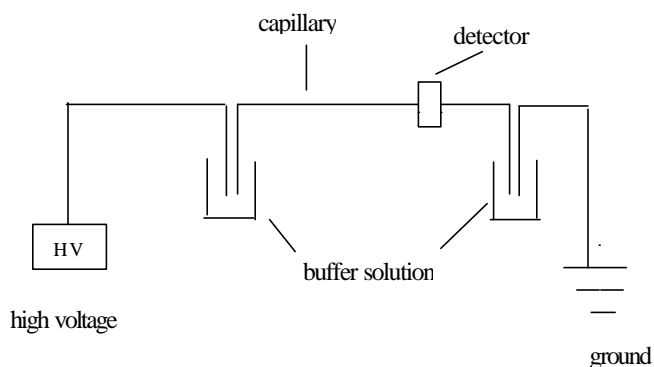 capillary
detector
HV
buffer solution
high voltage
ground